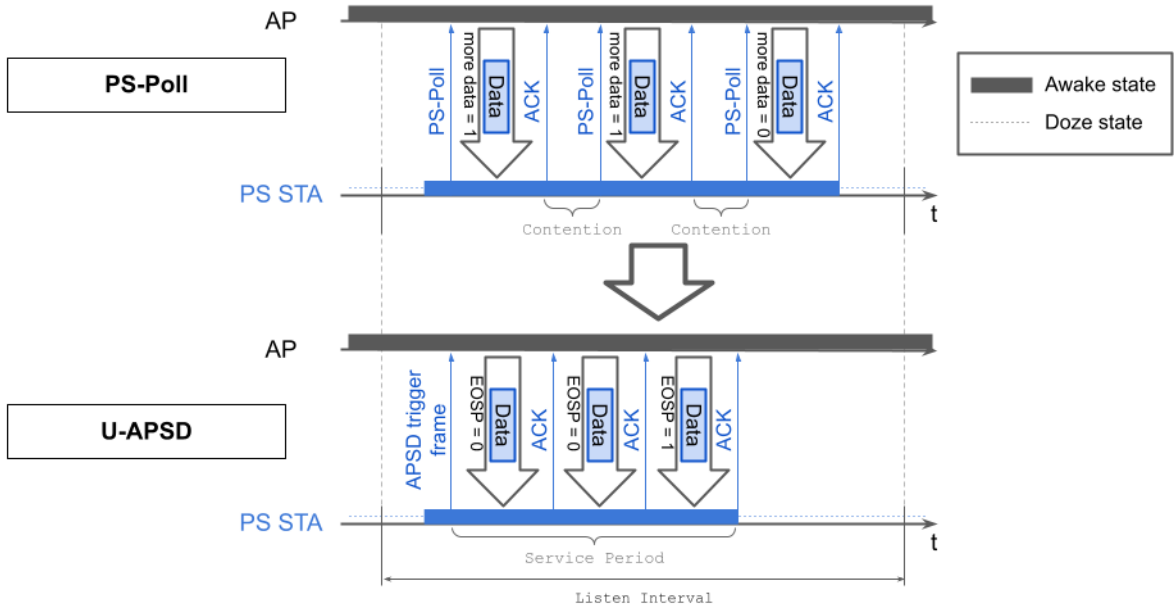 AP
PS-Poll
PS-Poll
more data = 1
Data
ACK
PS-Poll
more data = 1
Data
ACK
PS-Poll
more data = 0
Data
ACK
Awake state
Doze state
PS STA
t
Contention
Contention
AP
U-APSD
APSD trigger
frame
EOSP = 0
Data
ACK
EOSP = 0
Data
ACK
EOSP = 1
Data
ACK
PS STA
t
Service Period
Listen Interval